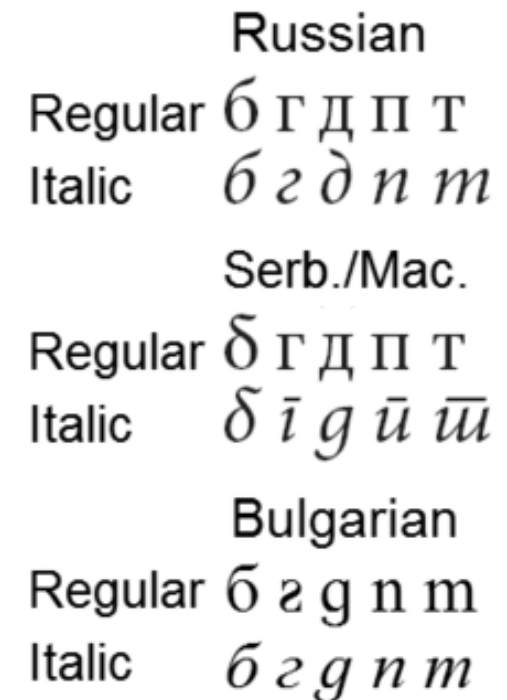 Russian
Regular б г д п т
Italic б г д п т
Serb./Mac.
Regular б г д п т
Italic б г д п т
Bulgarian
Regular б г д п т
Italic б г д п т